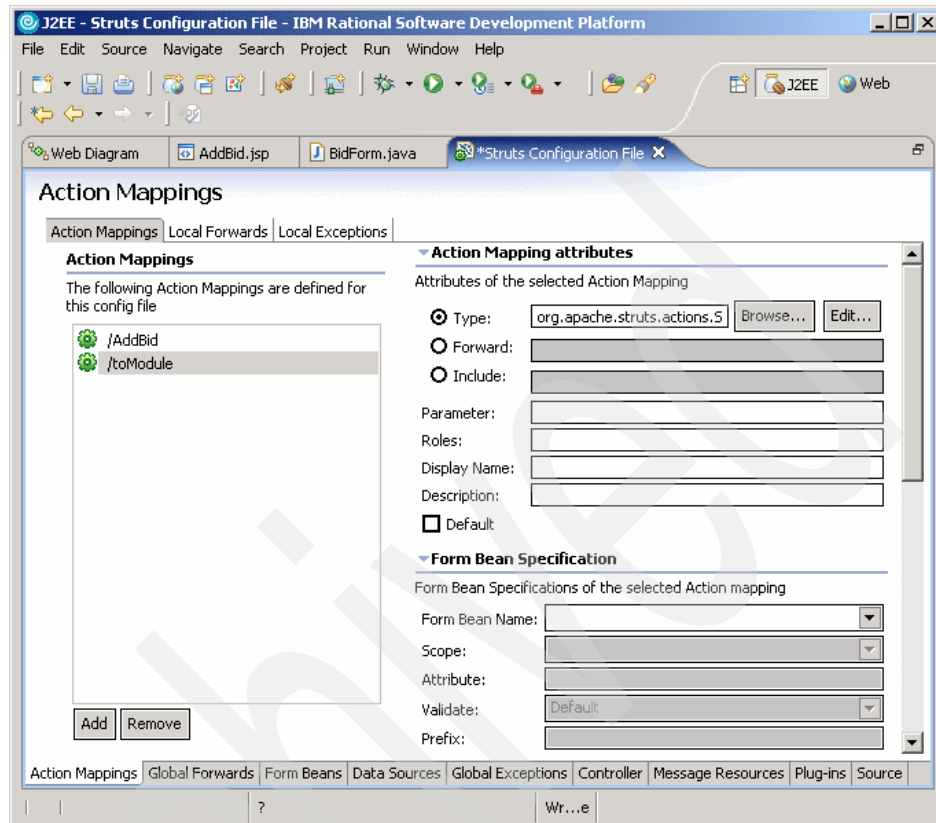 J2EE - Struts Configuration File - IBM Rational Software Development Platform
File Edit Source Navigate Search Project Run Window Help
J2EE Web
Web Diagram AddBid.jsp BidForm.java *Struts Configuration File
Action Mappings
Action Mappings Local Forwards Local Exceptions
Action Mappings
The following Action Mappings are defined for
this config file
/AddBid
/toModule
Add Remove
Action Mapping attributes
Attributes of the selected Action Mapping
Type: org.apache.struts.actions.S Browse... Edit...
Forward:
Include:
Parameter:
Roles:
Display Name:
Description:
Default
Form Bean Specification
Form Bean Specifications of the selected Action mapping
Form Bean Name:
Scope:
Attribute:
Validate: Default
Prefix:
Action Mappings Global Forwards Form Beans Data Sources Global Exceptions Controller Message Resources Plug-ins Source
? Wr...e
hived